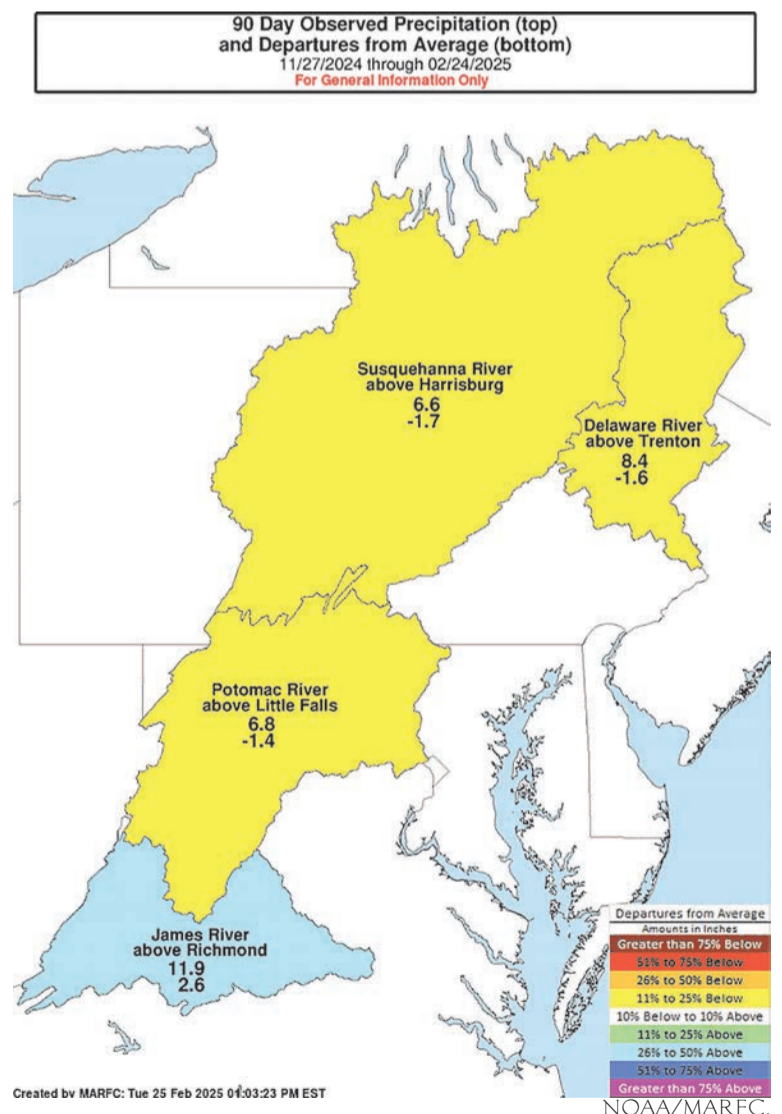 90 Day Observed Precipitation (top)
and Departures from Average (bottom)
11/27/2024 through 02/24/2025
For General Information Only
Susquehanna River
above Harrisburg
6.6
-1.7
Delaware River
above Trenton
8.4
-1.6
Potomac River
above Little Falls
6.8
-1.4
James River
above Richmond
11.9
2.6
Departures from Average
Amounts in Inches
Greater than 75% Below
51% to 75% Below
26% to 50% Below
11% to 25% Below
10% Below to 10% Above
11% to 25% Above
26% to 50% Above
51% to 75% Above
Greater than 75% Above
Created by MARFC: Tue 25 Feb 2025 01:03:23 PM EST
NOAA/MARFC